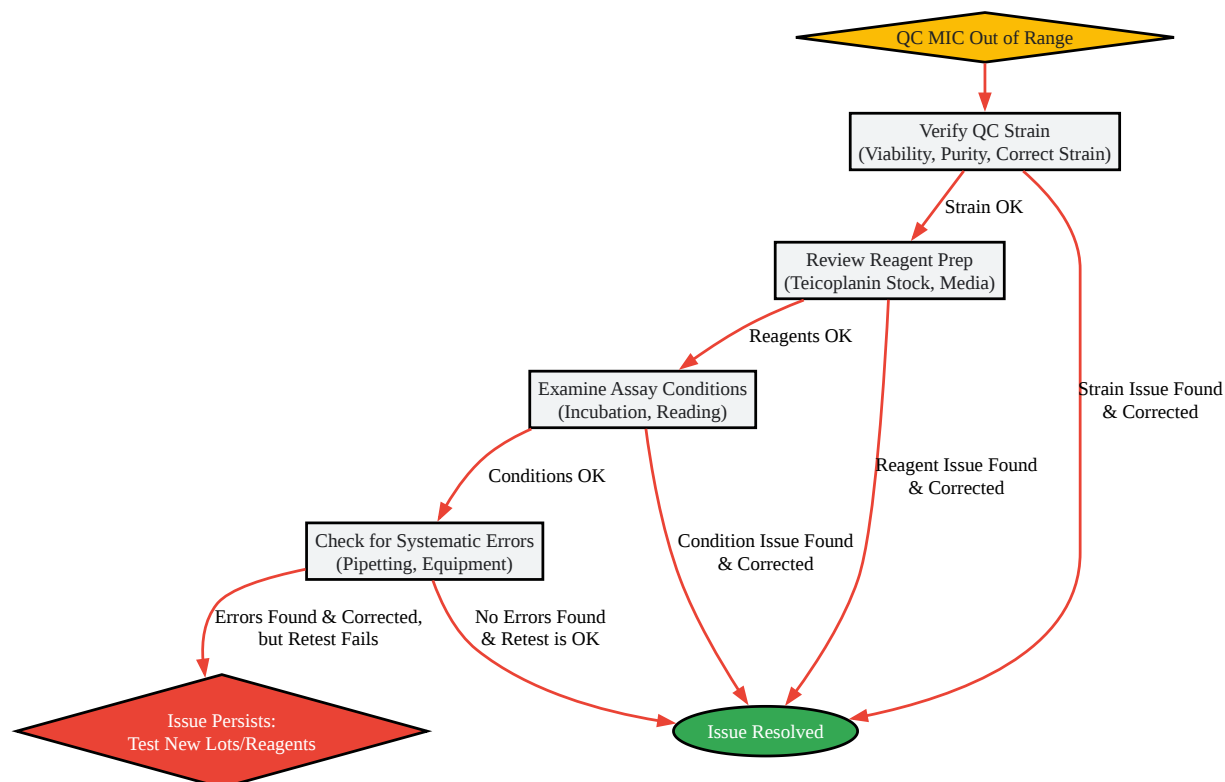 QC MIC Out of Range
Verify QC Strain
(Viability, Purity, Correct Strain)
Strain OK
Review Reagent Prep
(Teicoplanin Stock, Media)
Reagents OK
Examine Assay Conditions
(Incubation, Reading)
Strain Issue Found
& Corrected
Reagent Issue Found
& Corrected
Conditions OK
Check for Systematic Errors
(Pipetting, Equipment)
Condition Issue Found
& Corrected
Errors Found & Corrected,
but Retest Fails
No Errors Found
& Retest is OK
Issue Persists:
Test New Lots/Reagents
Issue Resolved